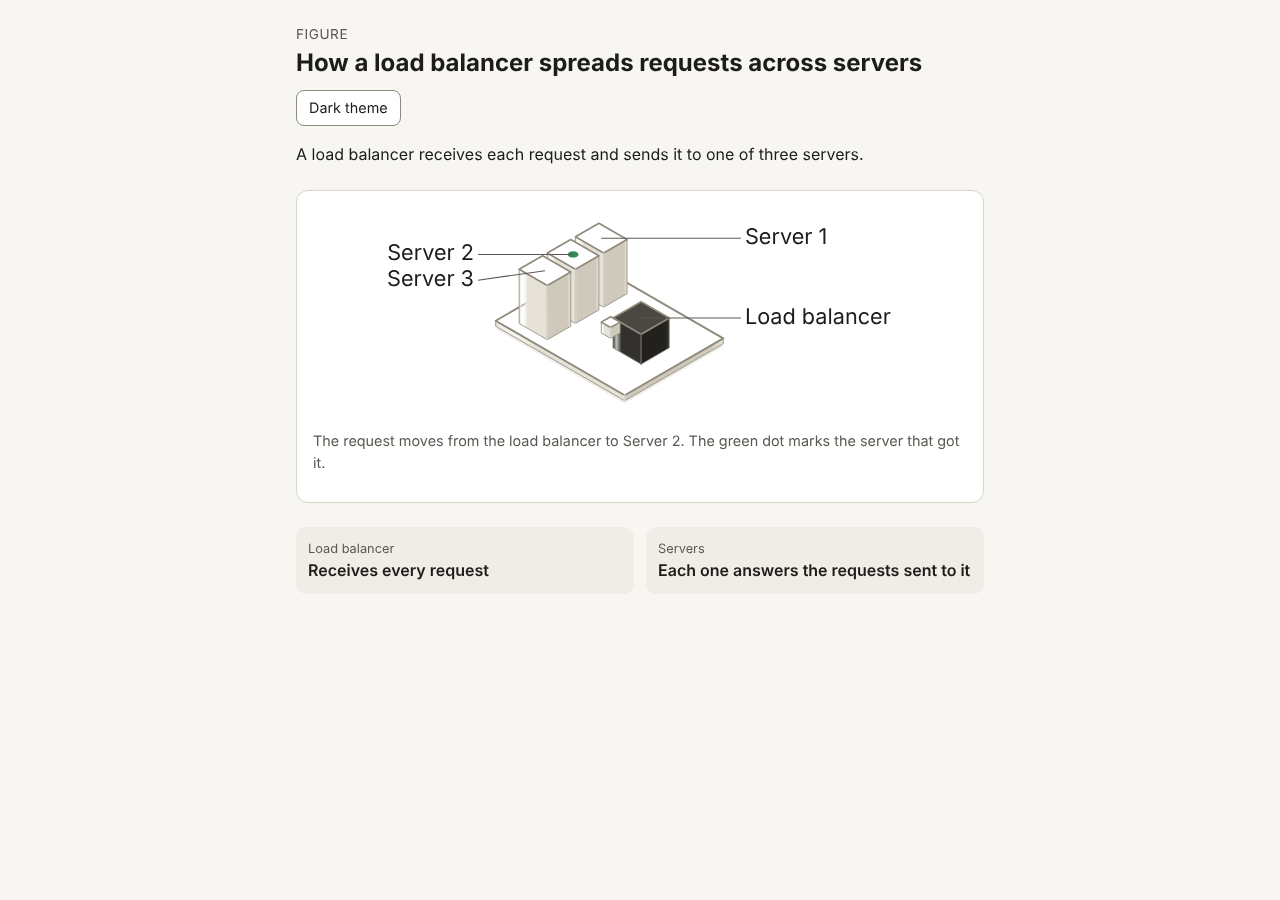 FIGURE
How a load balancer spreads requests across servers
Dark theme
A load balancer receives each request and sends it to one of three servers.
Server 1
Server 2
Server 3
Load balancer
The request moves from the load balancer to Server 2. The green dot marks the server that got
it.
Load balancer
Receives every request
Servers
Each one answers the requests sent to it